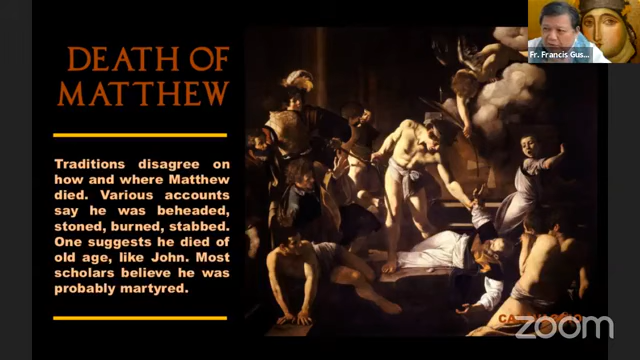 DEATH OF
MATTHEW
Traditions disagree on
how and where Matthew
died. Various accounts
say he was beheaded,
stoned, burned, stabbed.
One suggests he died of
old age, like John. Most
scholars believe he was
probably martyred.
Fr. Francis Gus...
zoom